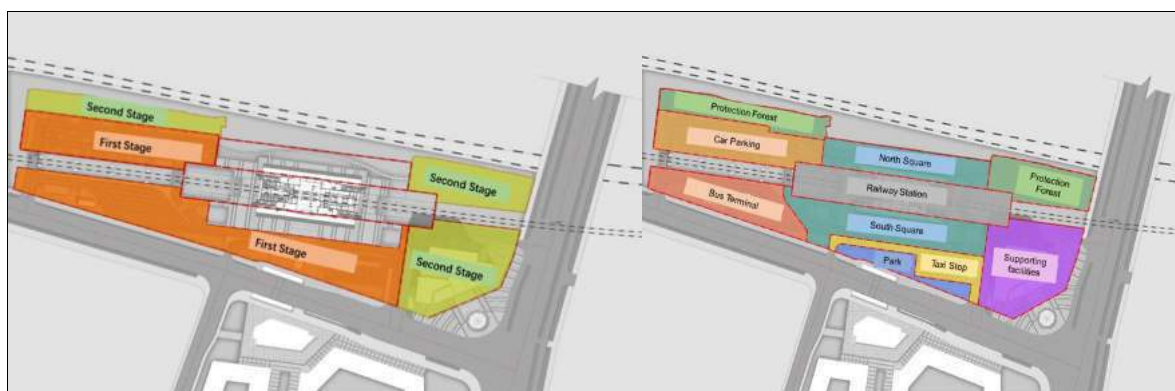 Second Stage
First Stage
Second Stage
First Stage
Second Stage
Protection Forest
Car Parking
North Square
Protection
Forest
Railway Station
Bus Terminal
South Square
Park
Taxi Stop
Supporting
facilities